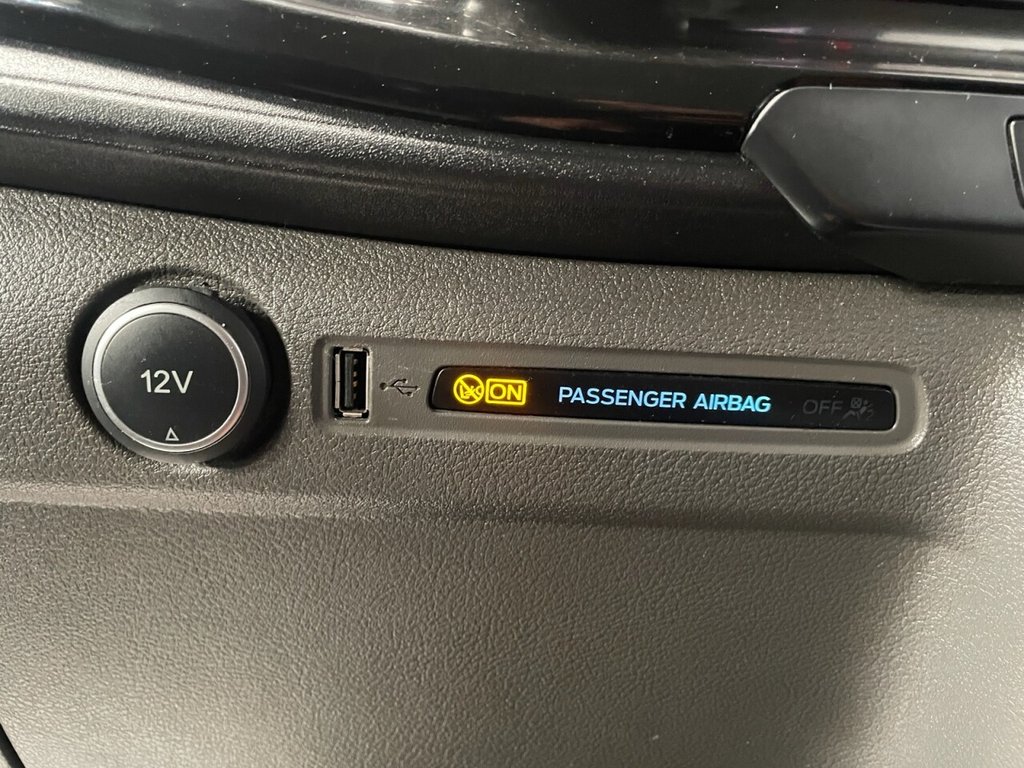 12V
ON PASSENGER AIRBAG OFF